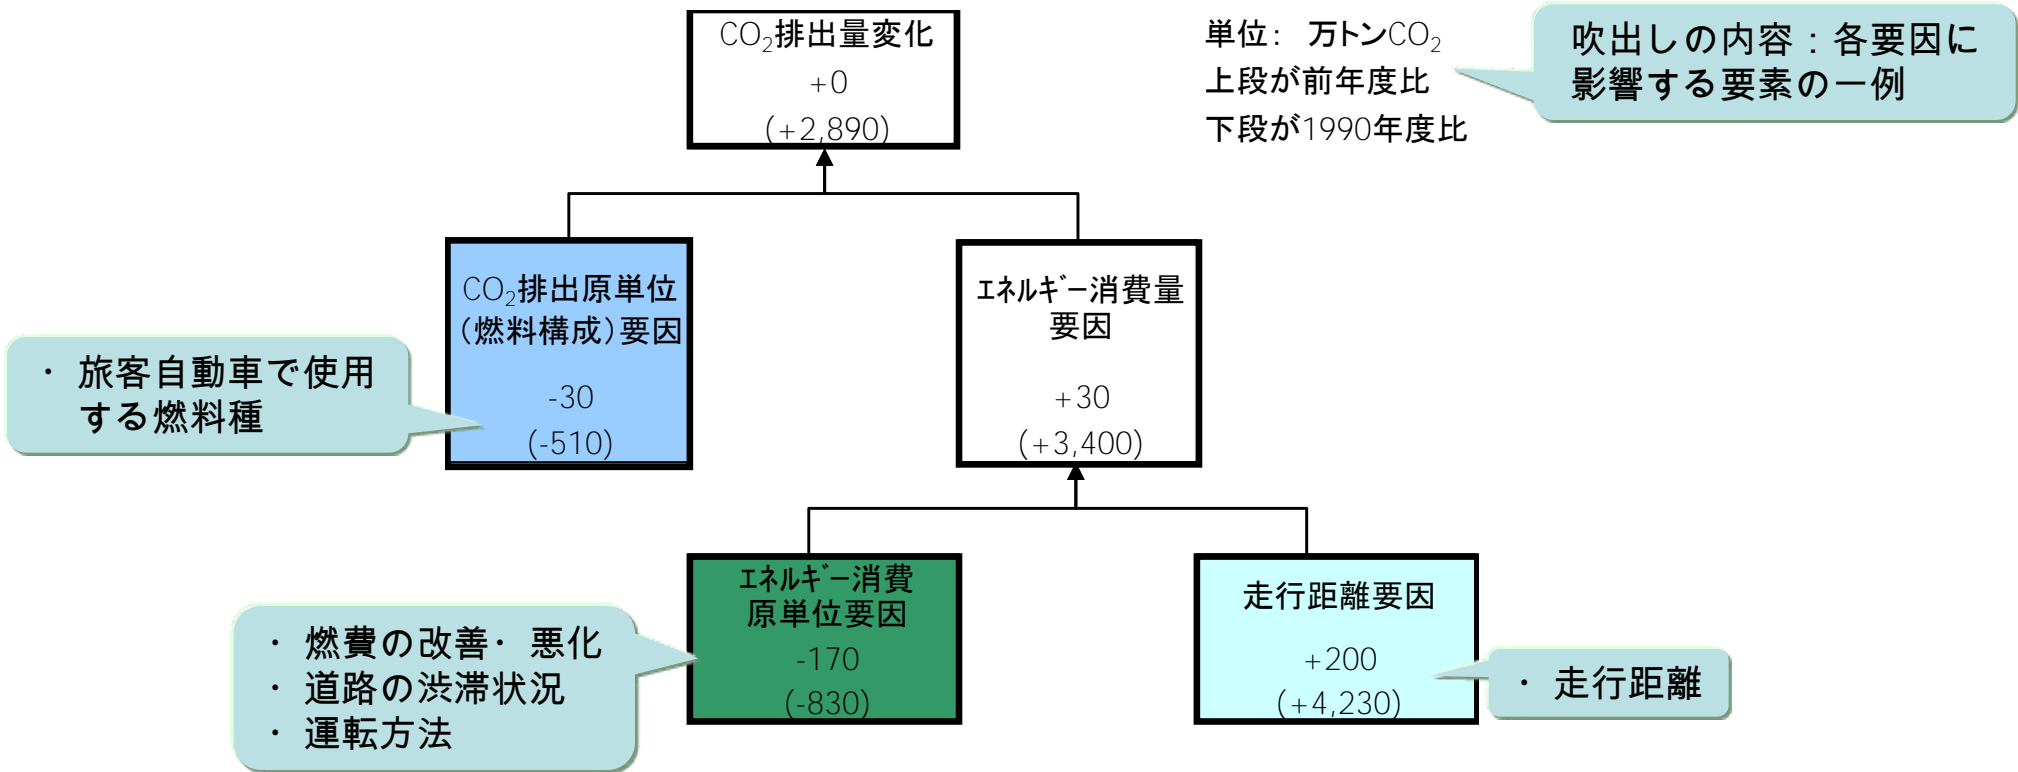 CO₂排出量変化
+0
(+2,890)
単位： 万トンCO₂
上段が前年度比
下段が1990年度比
吹出しの内容：各要因に
影響する要素の一例
CO₂排出原単位
（燃料構成）要因
-30
(-510)
エネルギー消費量
要因
+30
(+3,400)
・ 旅客自動車で使用
する燃料種
エネルギー消費
原単位要因
-170
(-830)
走行距離要因
+200
(+4,230)
・ 燃費の改善・悪化
・ 道路の渋滞状況
・ 運転方法
・ 走行距離